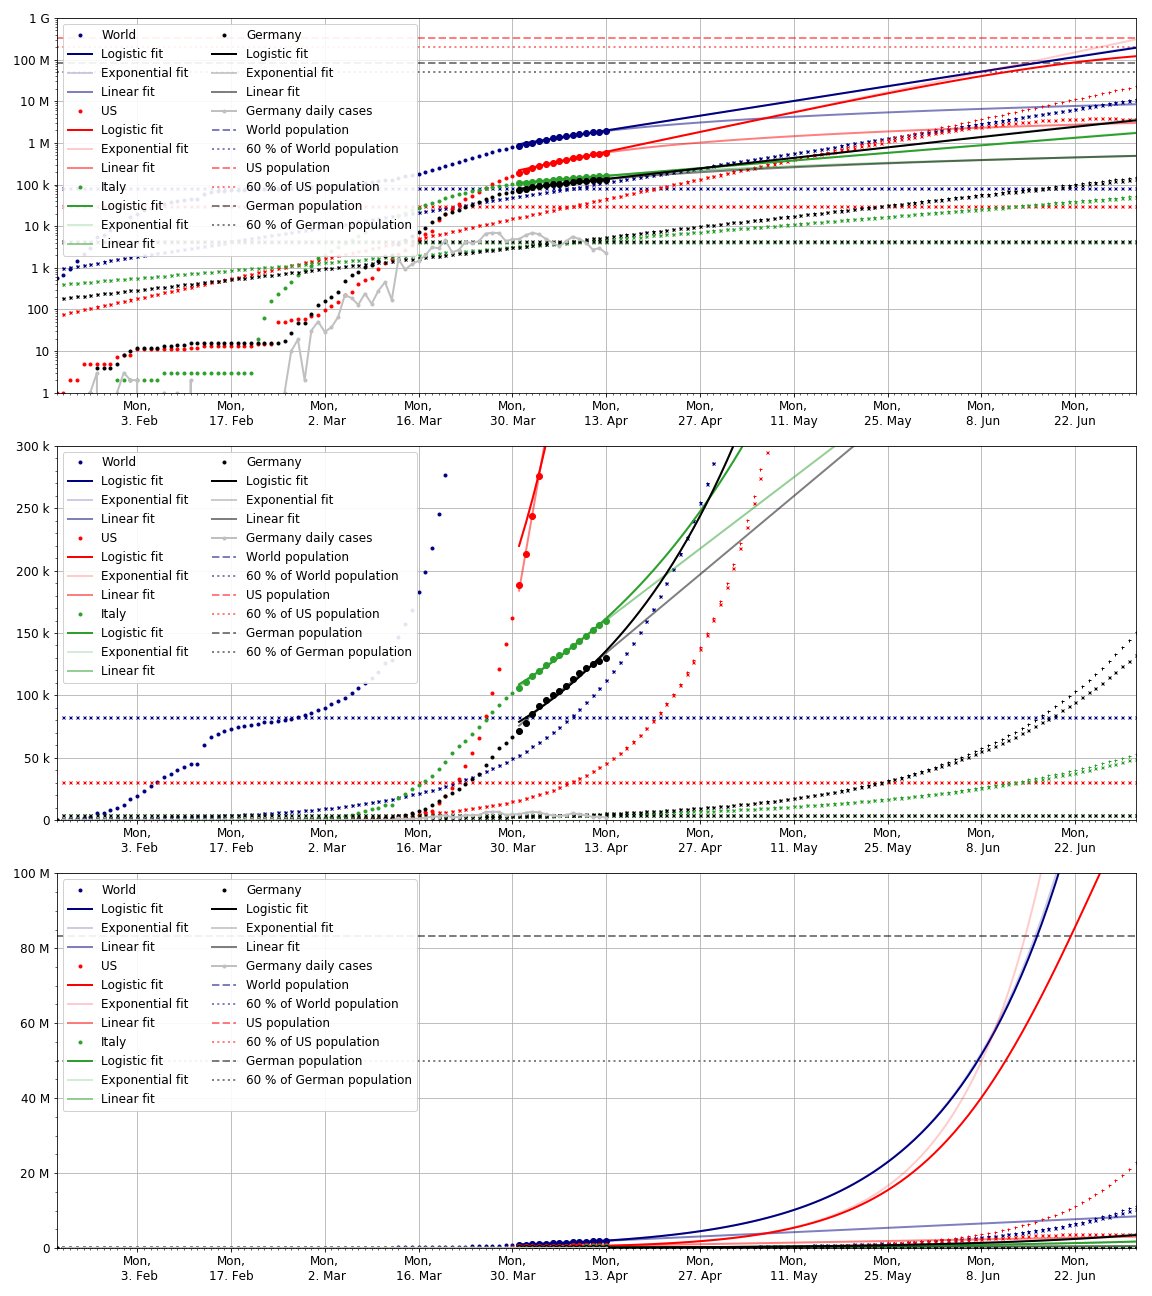 1 G
100 M
10 M
1 M
100 k
10 k
1 k
100
10
1
World
Logistic fit
Exponential fit
Linear fit
US
Logistic fit
Exponential fit
Linear fit
Italy
Logistic fit
Exponential fit
Linear fit
Germany
Logistic fit
Exponential fit
Linear fit
Germany daily cases
World population
60 % of World population
US population
60 % of US population
German population
60 % of German population
Mon,
3. Feb
Mon,
17. Feb
Mon,
2. Mar
Mon,
16. Mar
Mon,
30. Mar
Mon,
13. Apr
Mon,
27. Apr
Mon,
11. May
Mon,
25. May
Mon,
8. Jun
Mon,
22. Jun
300 k
250 k
200 k
150 k
100 k
50 k
0
World
Logistic fit
Exponential fit
Linear fit
US
Logistic fit
Exponential fit
Linear fit
Italy
Logistic fit
Exponential fit
Linear fit
Germany
Logistic fit
Exponential fit
Linear fit
Germany daily cases
World population
60 % of World population
US population
60 % of US population
German population
60 % of German population
Mon,
3. Feb
Mon,
17. Feb
Mon,
2. Mar
Mon,
16. Mar
Mon,
30. Mar
Mon,
13. Apr
Mon,
27. Apr
Mon,
11. May
Mon,
25. May
Mon,
8. Jun
Mon,
22. Jun
100 M
80 M
60 M
40 M
20 M
0
World
Logistic fit
Exponential fit
Linear fit
US
Logistic fit
Exponential fit
Linear fit
Italy
Logistic fit
Exponential fit
Linear fit
Germany
Logistic fit
Exponential fit
Linear fit
Germany daily cases
World population
60 % of World population
US population
60 % of US population
German population
60 % of German population
Mon,
3. Feb
Mon,
17. Feb
Mon,
2. Mar
Mon,
16. Mar
Mon,
30. Mar
Mon,
13. Apr
Mon,
27. Apr
Mon,
11. May
Mon,
25. May
Mon,
8. Jun
Mon,
22. Jun